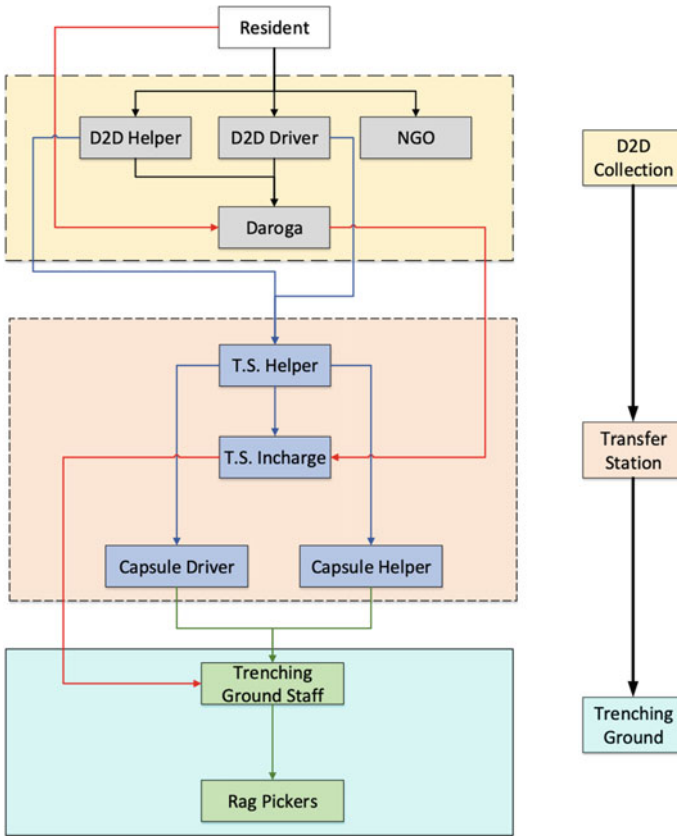 Resident
D2D Helper
D2D Driver
NGO
Daroga
T.S. Helper
T.S. Incharge
Capsule Driver
Capsule Helper
Trenching
Ground Staff
Rag Pickers
D2D
Collection
Transfer
Station
Trenching
Ground